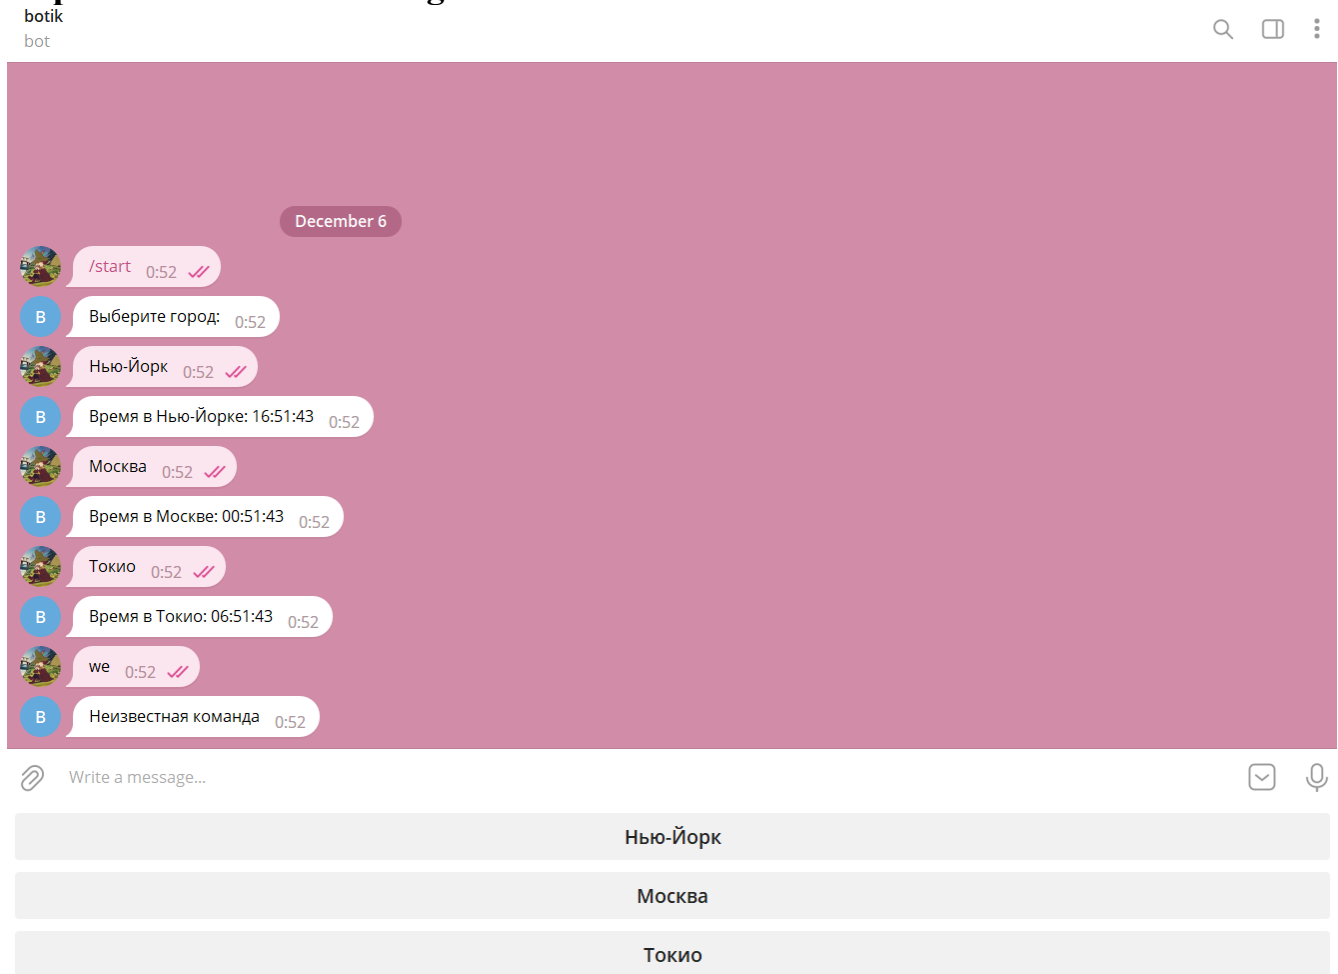 botik
bot
December 6
/start 0:52
B
Выберите город: 0:52
Нью-Йорк 0:52
B
Время в Нью-Йорке: 16:51:43 0:52
Москва 0:52
B
Время в Москве: 00:51:43 0:52
Токио 0:52
B
Время в Токио: 06:51:43 0:52
we 0:52
B
Неизвестная команда 0:52
Write a message...
Нью-Йорк
Москва
Токио